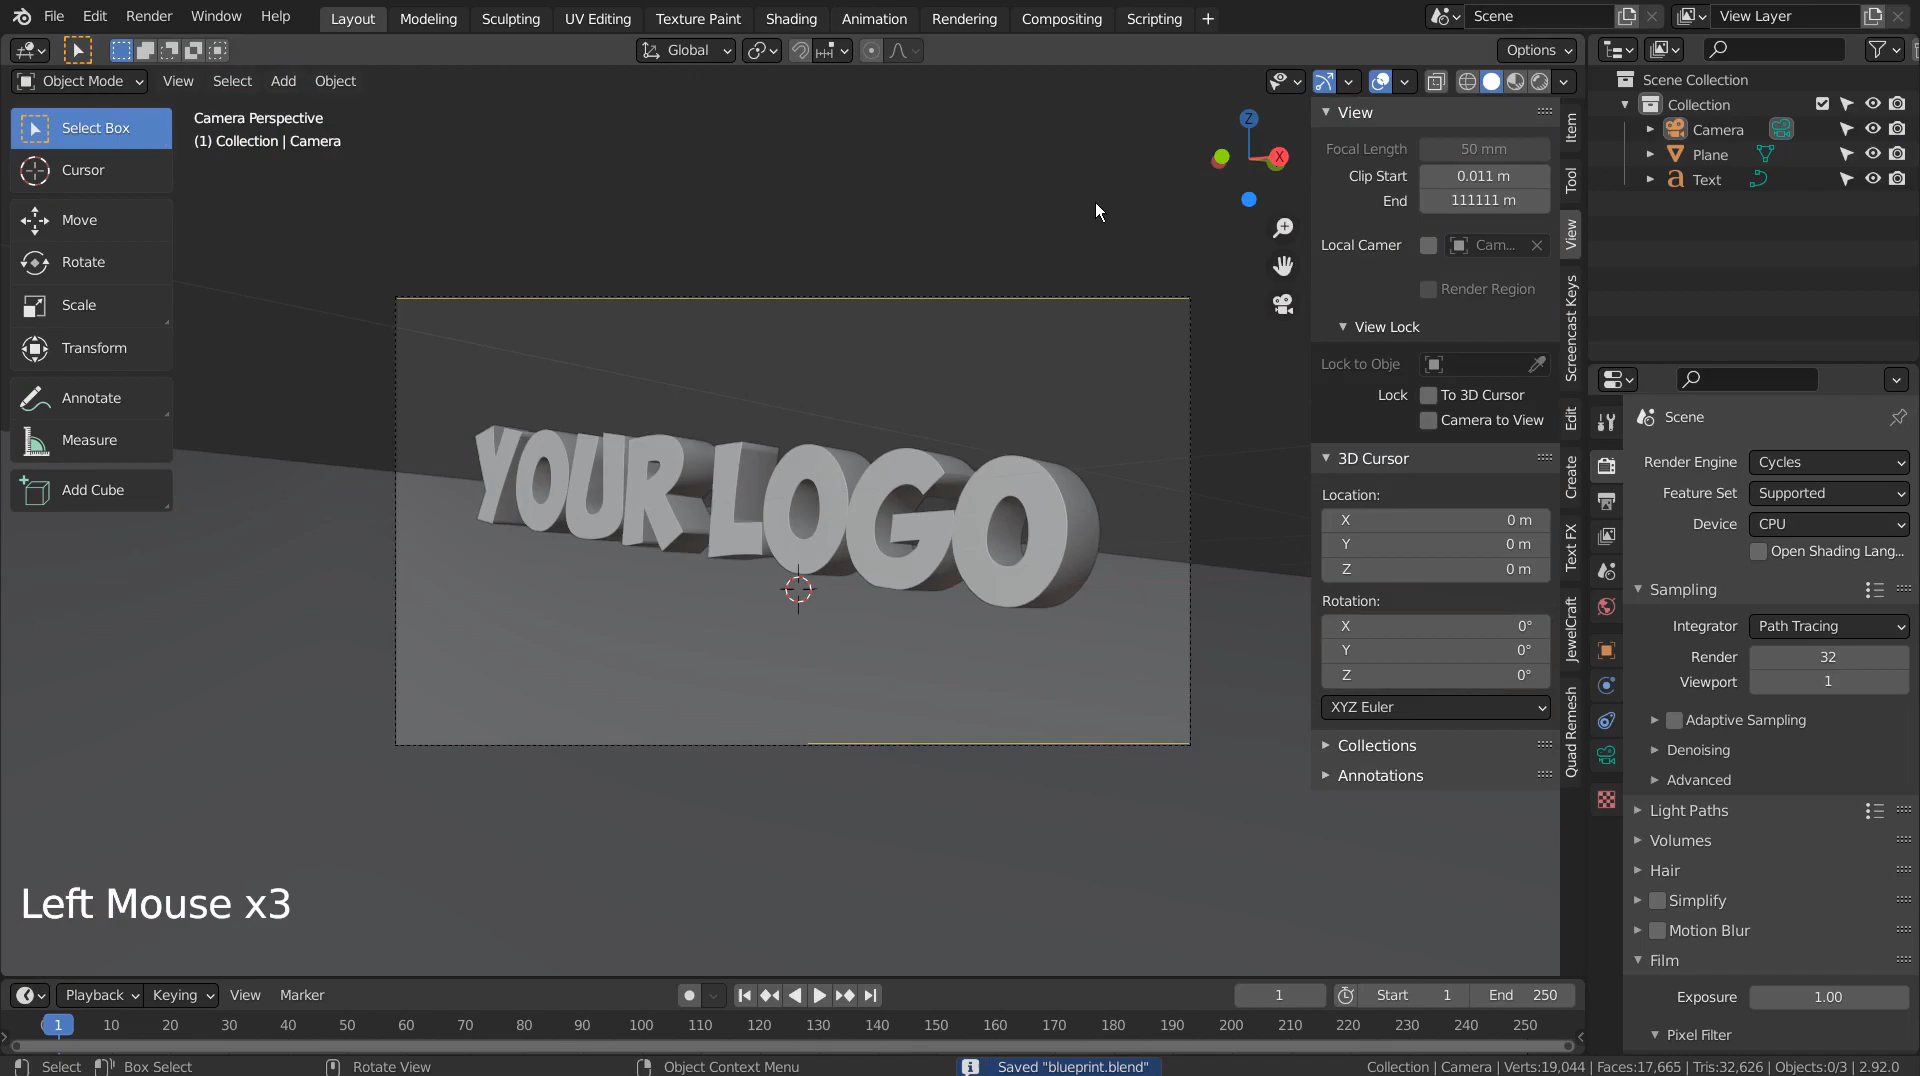 File Edit Render Window Help Layout Modeling Sculpting UV Editing Texture Paint Shading Animation Rendering Compositing Scripting + Scene View Layer
Global Options
Object Mode View Select Add Object
Select Box
Cursor
Move
Rotate
Scale
Transform
Annotate
Measure
Add Cube
Camera Perspective
(1) Collection | Camera
Z
X
YOUR LOGO
Left Mouse x3
View
Focal Length 50 mm
Clip Start 0.011 m
End 111111 m
Local Camer Cam...
Render Region
View Lock
Lock to Obje
Lock To 3D Cursor
Camera to View
3D Cursor
Location:
X 0 m
Y 0 m
Z 0 m
Rotation:
X 0°
Y 0°
Z 0°
XYZ Euler
Collections
Annotations
Item
Tool
View
Screencast Keys
Edit
Create
Text FX
JewelCraft
Quad Remesh
Scene Collection
Collection
Camera
Plane
Text
Scene
Render Engine Cycles
Feature Set Supported
Device CPU
Open Shading Lang...
Sampling
Integrator Path Tracing
Render 32
Viewport 1
Adaptive Sampling
Denoising
Advanced
Light Paths
Volumes
Hair
Simplify
Motion Blur
Film
Exposure 1.00
Pixel Filter
Playback Keying View Marker 1 Start 1 End 250
1 10 20 30 40 50 60 70 80 90 100 110 120 130 140 150 160 170 180 190 200 210 220 230 240 250
Select Box Select Rotate View Object Context Menu Saved "blueprint.blend" Collection | Camera | Verts:19,044 | Faces:17,665 | Tris:32,626 | Objects:0/3 | 2.92.0